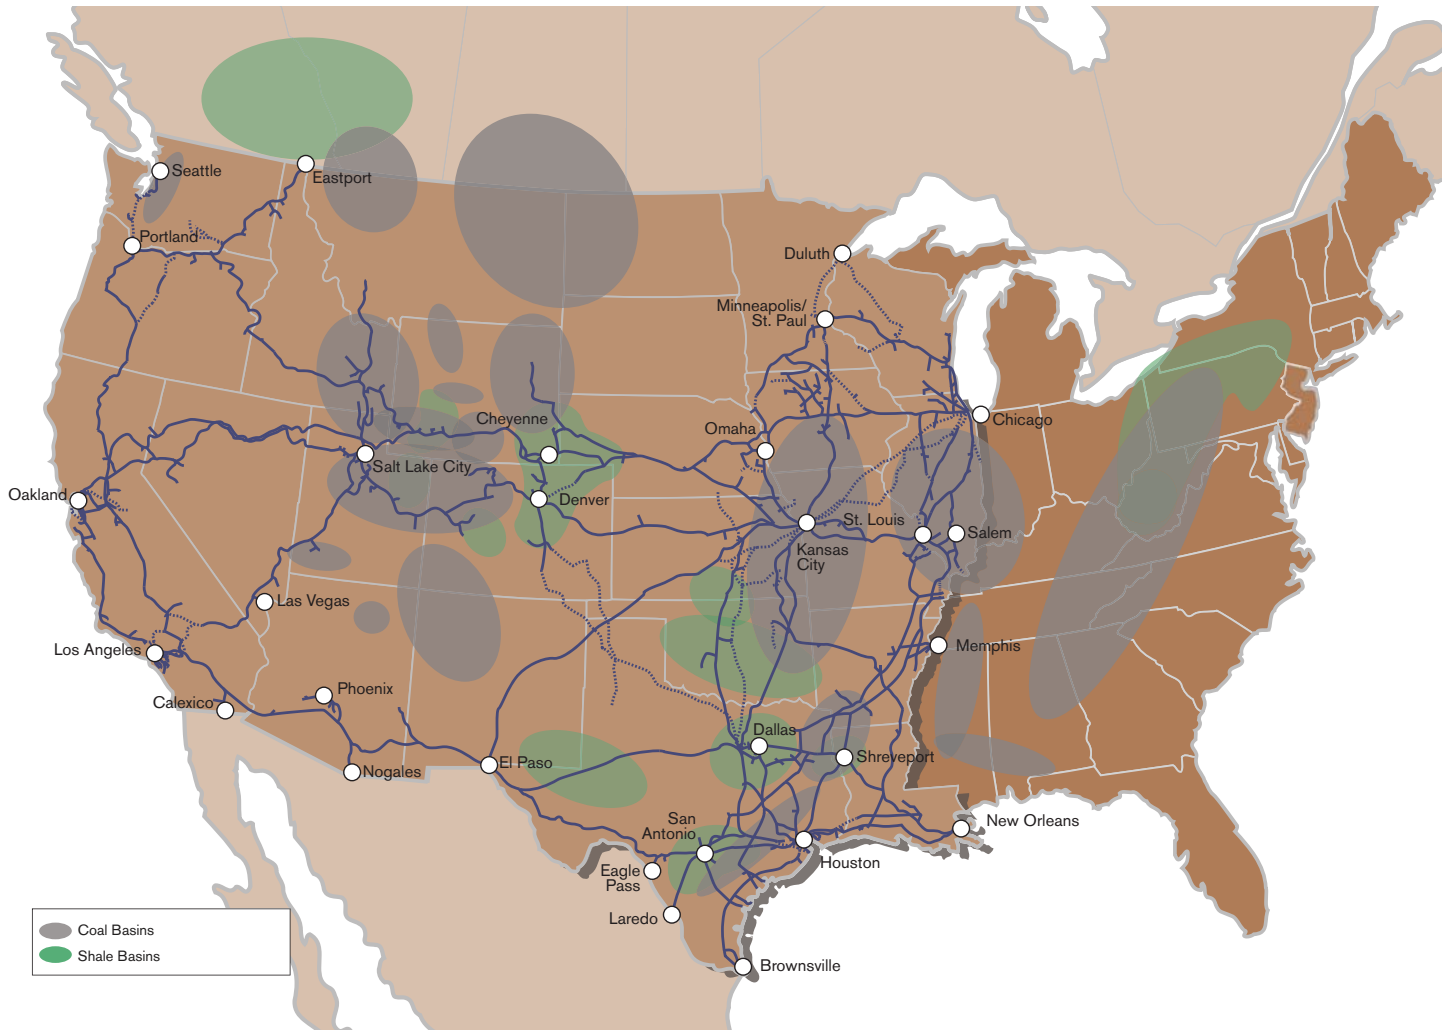 Seattle
Eastport
Portland
Duluth
Minneapolis/
St. Paul
Cheyenne
Chicago
Omaha
Salt Lake City
Oakland
Denver
St. Louis
Salem
Kansas
City
Las Vegas
Los Angeles
Memphis
Phoenix
Calexico
Dallas
El Paso
Shreveport
Nogales
San
Antonio
New Orleans
Houston
Eagle
Pass
Laredo
Brownsville
Coal Basins
Shale Basins